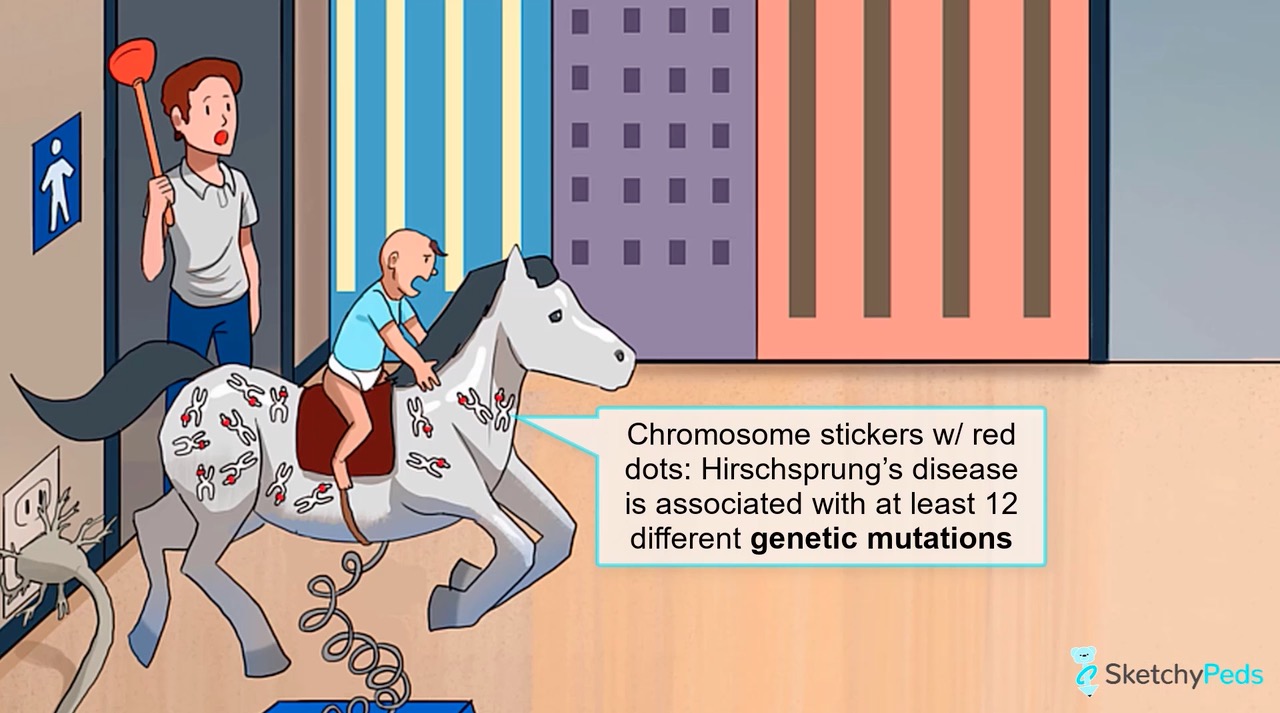 Chromosome stickers w/ red
dots: Hirschsprung's disease
is associated with at least 12
different genetic mutations
SketchyPeds